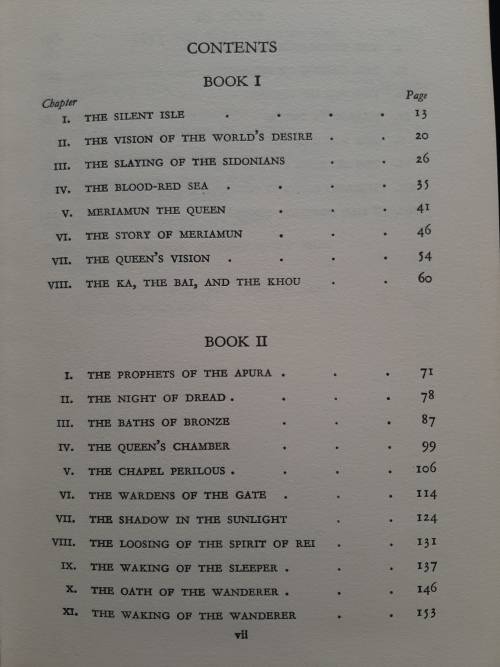 CONTENTS
BOOK I
Chapter Page
I. THE SILENT ISLE . . . . 13
II. THE VISION OF THE WORLD'S DESIRE . . 20
III. THE SLAYING OF THE SIDONIANS . . 26
IV. THE BLOOD-RED SEA . . . . 35
V. MERIAMUN THE QUEEN . . . 41
VI. THE STORY OF MERIAMUN . . . 46
VII. THE QUEEN'S VISION . . . . 54
VIII. THE KA, THE BAI, AND THE KHOU . . 60
BOOK II
I. THE PROPHETS OF THE APURA . . . 71
II. THE NIGHT OF DREAD . . . . 78
III. THE BATHS OF BRONZE . . . 87
IV. THE QUEEN'S CHAMBER . . . 99
V. THE CHAPEL PERILOUS . . . . 106
VI. THE WARDENS OF THE GATE . . . 114
VII. THE SHADOW IN THE SUNLIGHT . . 124
VIII. THE LOOSING OF THE SPIRIT OF REI . . 131
IX. THE WAKING OF THE SLEEPER . . . 137
X. THE OATH OF THE WANDERER . . . 146
XI. THE WAKING OF THE WANDERER . . 153
vii